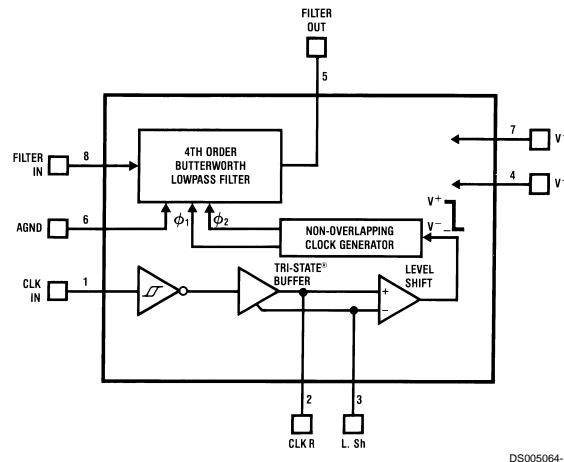 FILTER
OUT
5
4TH ORDER
BUTTERWORTH
LOWPASS FILTER
7
V
FILTER
IN
8
4
V
V+
AGND
6
ϕ1
ϕ2
NON-OVERLAPPING
CLOCK GENERATOR
V−
TRI-STATE®
BUFFER
LEVEL
SHIFT
CLK
IN
1
+
−
2
3
CLK R
L. Sh
DS005064-